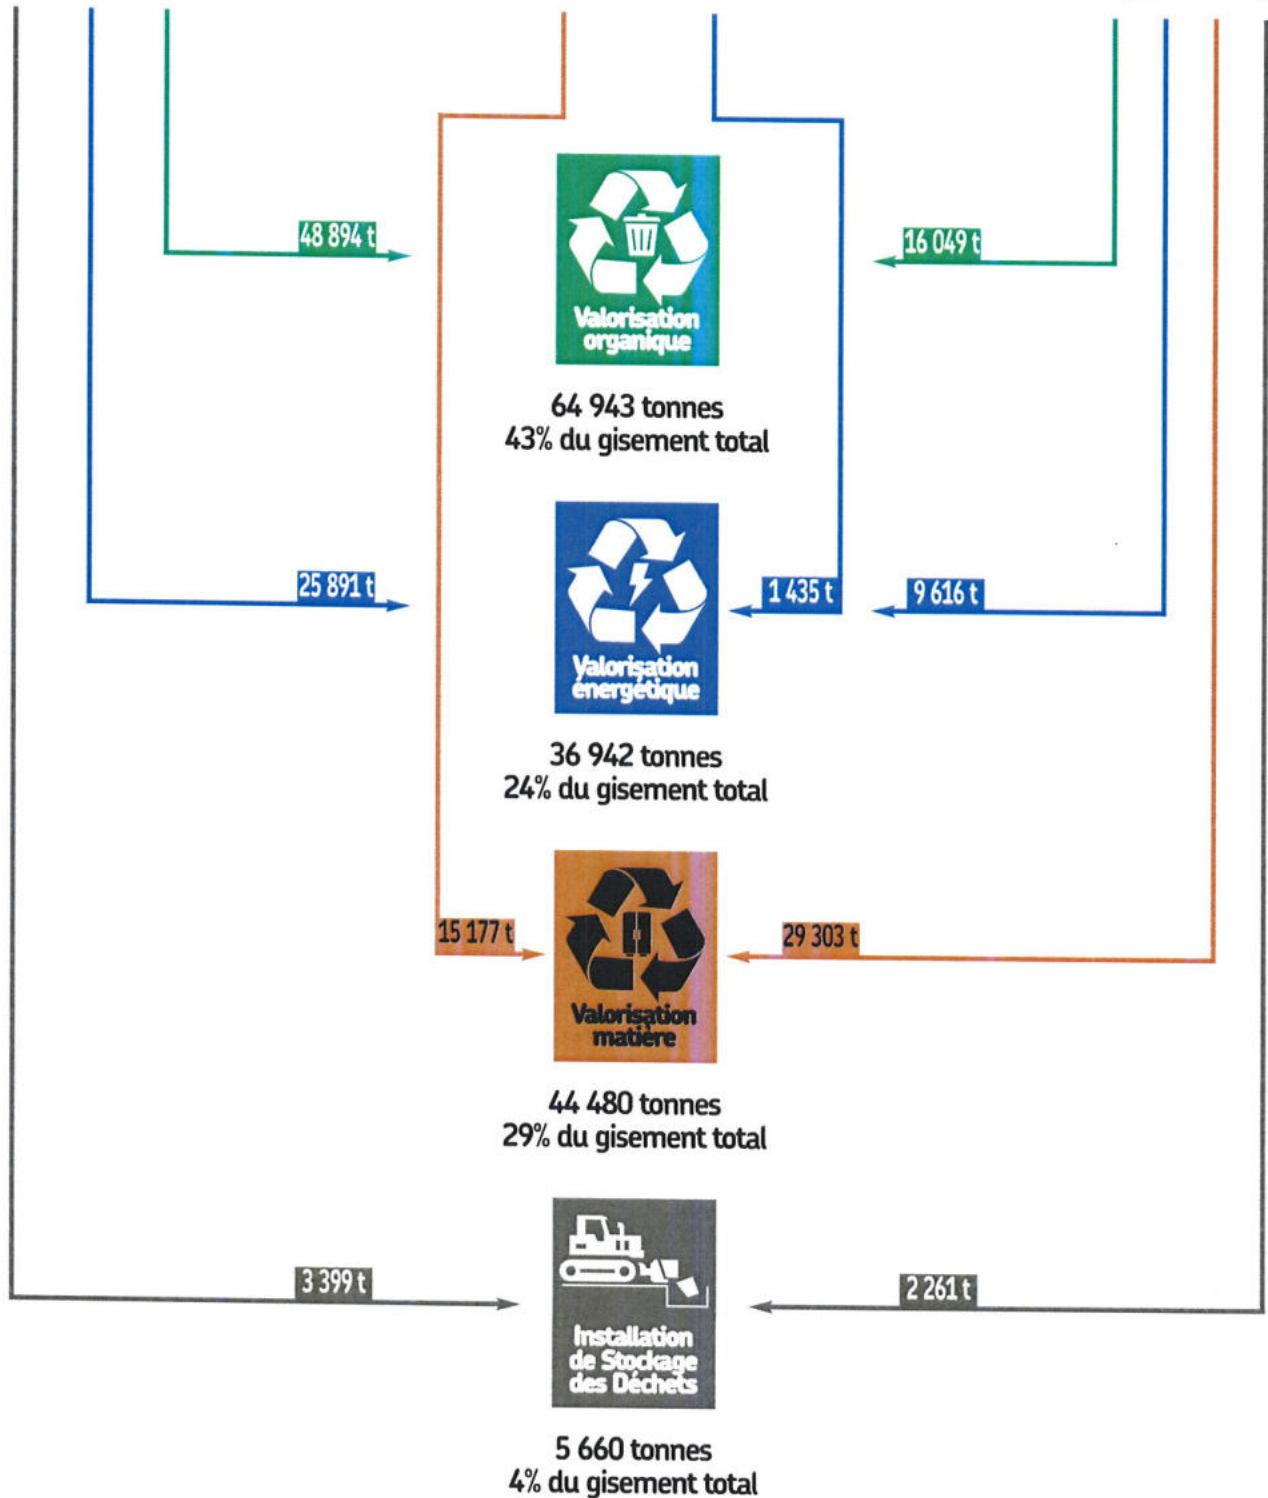 48 894 t
16 049 t
Valorisation
organique
64 943 tonnes
43% du gisement total
25 891 t
1 435 t
9 616 t
Valorisation
énergétique
36 942 tonnes
24% du gisement total
15 177 t
29 303 t
Valorisation
matière
44 480 tonnes
29% du gisement total
3 399 t
2 261 t
Installation
de Stockage
des Déchets
5 660 tonnes
4% du gisement total